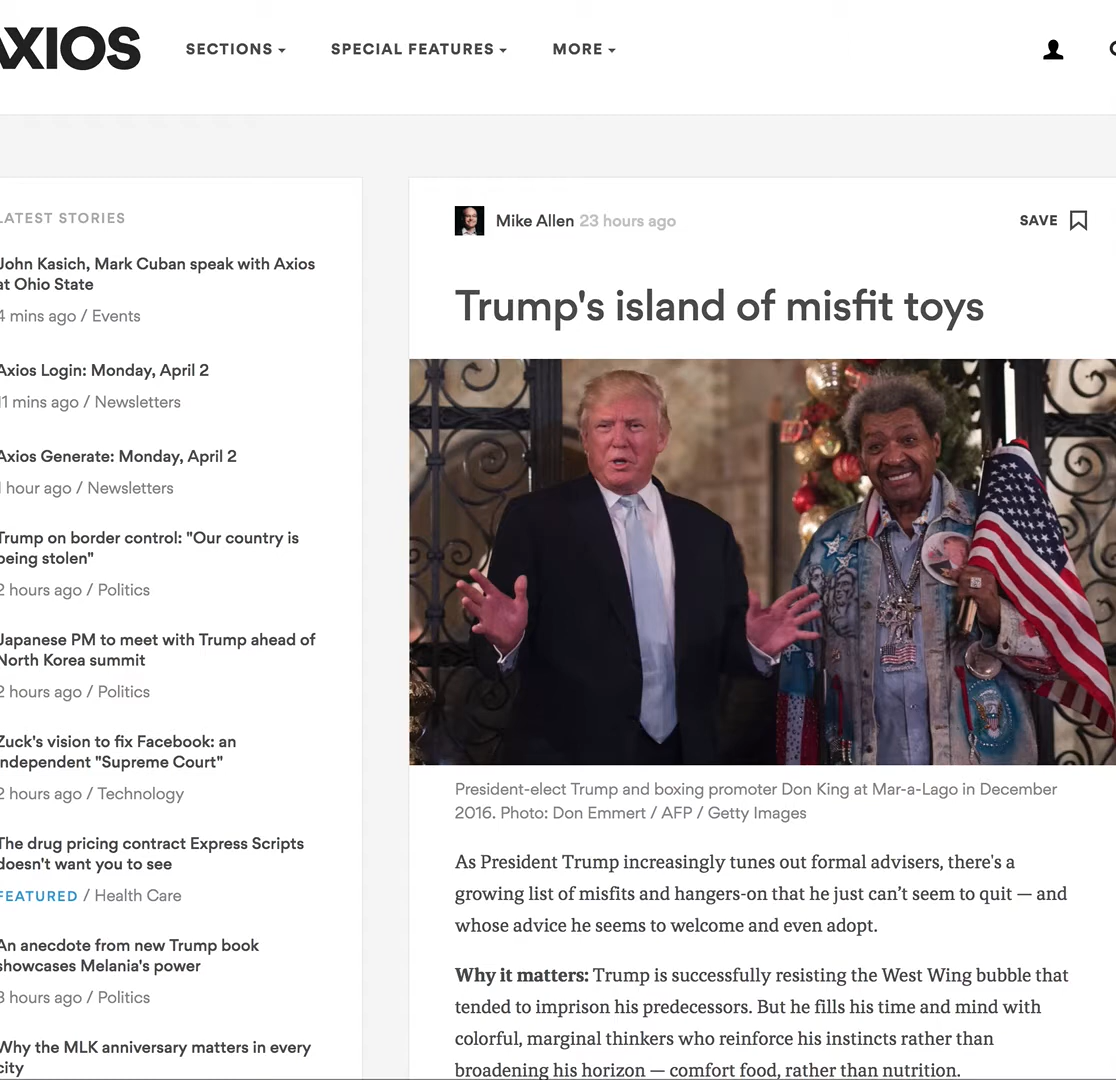 AXIOS
SECTIONS
SPECIAL FEATURES
MORE
LATEST STORIES
John Kasich, Mark Cuban speak with Axios
at Ohio State
4 mins ago / Events
Axios Login: Monday, April 2
11 mins ago / Newsletters
Axios Generate: Monday, April 2
1 hour ago / Newsletters
Trump on border control: "Our country is
being stolen"
2 hours ago / Politics
Japanese PM to meet with Trump ahead of
North Korea summit
2 hours ago / Politics
Zuck's vision to fix Facebook: an
independent "Supreme Court"
2 hours ago / Technology
The drug pricing contract Express Scripts
doesn't want you to see
FEATURED / Health Care
An anecdote from new Trump book
showcases Melania's power
3 hours ago / Politics
Why the MLK anniversary matters in every
city
Mike Allen 23 hours ago
SAVE
Trump's island of misfit toys
President-elect Trump and boxing promoter Don King at Mar-a-Lago in December
2016. Photo: Don Emmert / AFP / Getty Images
As President Trump increasingly tunes out formal advisers, there's a
growing list of misfits and hangers-on that he just can’t seem to quit — and
whose advice he seems to welcome and even adopt.
Why it matters: Trump is successfully resisting the West Wing bubble that
tended to imprison his predecessors. But he fills his time and mind with
colorful, marginal thinkers who reinforce his instincts rather than
broadening his horizon — comfort food, rather than nutrition.